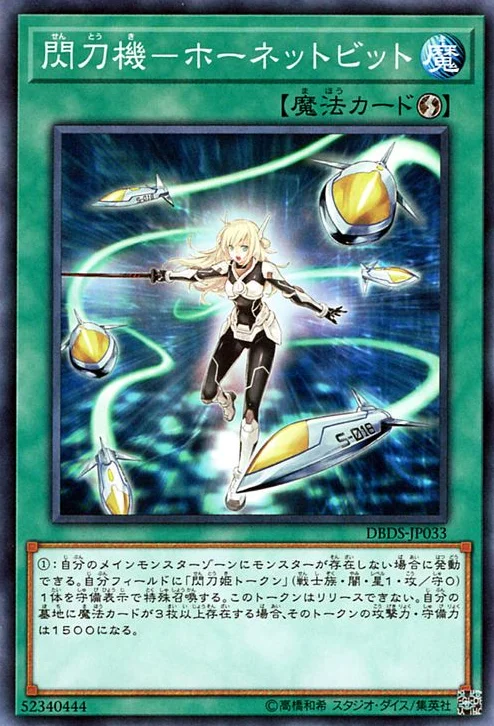 閃刀機－ホーネットビット 魔
【魔法カード】
S-018
S-018
DBDS-JP033
①：自分のメインモンスターゾーンにモンスターが存在しない場合に発動
できる。自分フィールドに「閃刀姫トークン」（戦士族・闇・星1・攻／守0）
1体を守備表示で特殊召喚する。このトークンはリリースできない。自分の
墓地に魔法カードが3枚以上存在する場合、そのトークンの攻撃力・守備力
は1500になる。
52340444
©高橋和希 スタジオ・ダイス/集英社